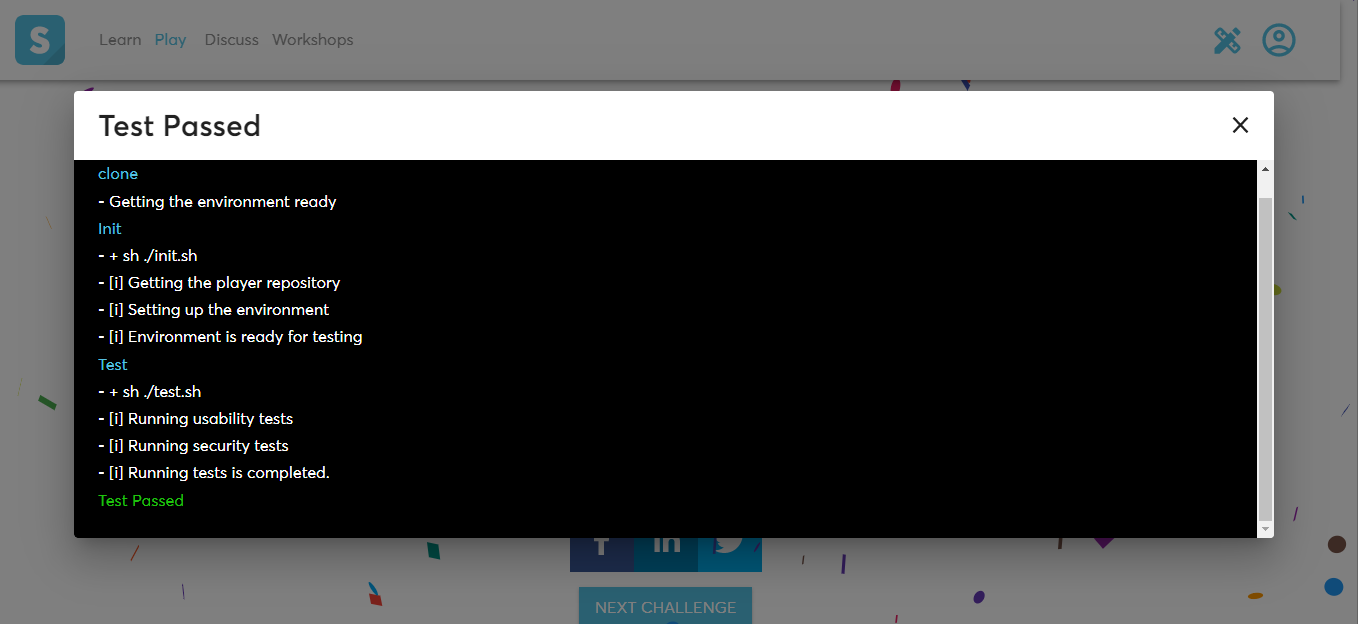 S
Learn Play Discuss Workshops
Test Passed
clone
- Getting the environment ready
Init
- + sh ./init.sh
- [i] Getting the player repository
- [i] Setting up the environment
- [i] Environment is ready for testing
Test
- + sh ./test.sh
- [i] Running usability tests
- [i] Running security tests
- [i] Running tests is completed.
Test Passed
f in
NEXT CHALLENGE